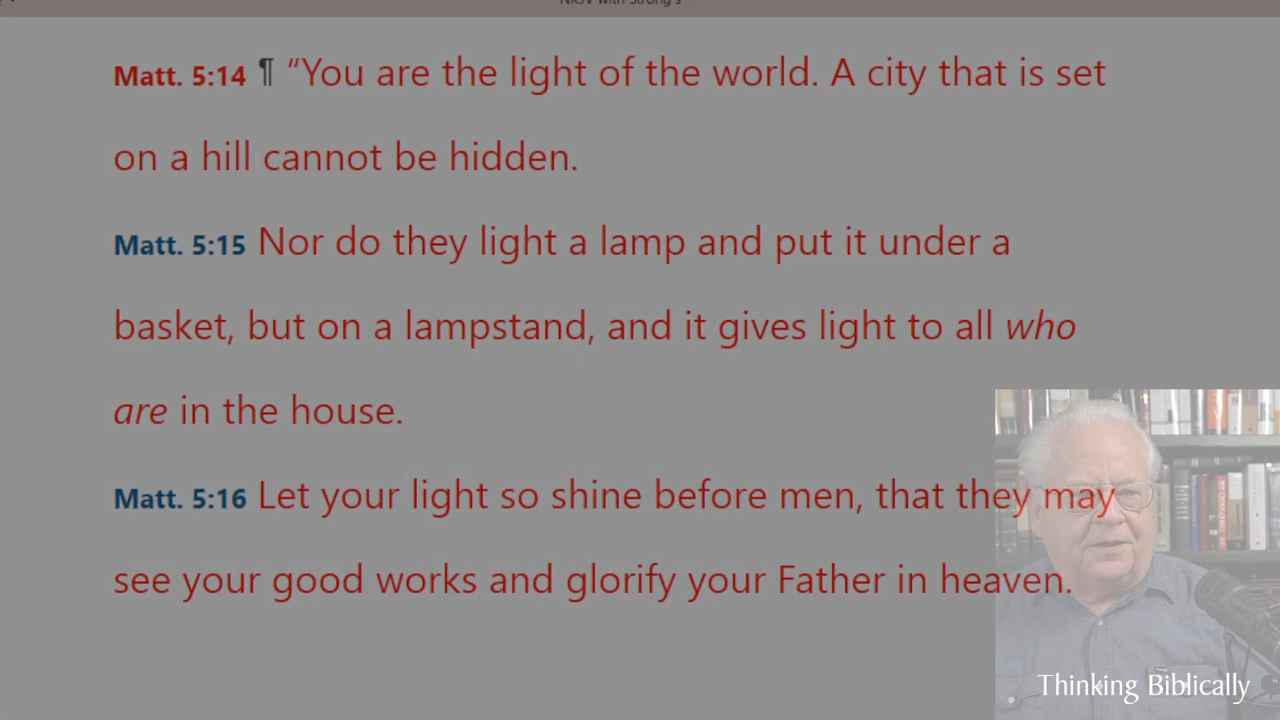 NKJV with Strong's
Matt. 5:14 ¶ “You are the light of the world. A city that is set
on a hill cannot be hidden.
Matt. 5:15 Nor do they light a lamp and put it under a
basket, but on a lampstand, and it gives light to all who
are in the house.
Matt. 5:16 Let your light so shine before men, that they may
see your good works and glorify your Father in heaven.
Thinking Biblically